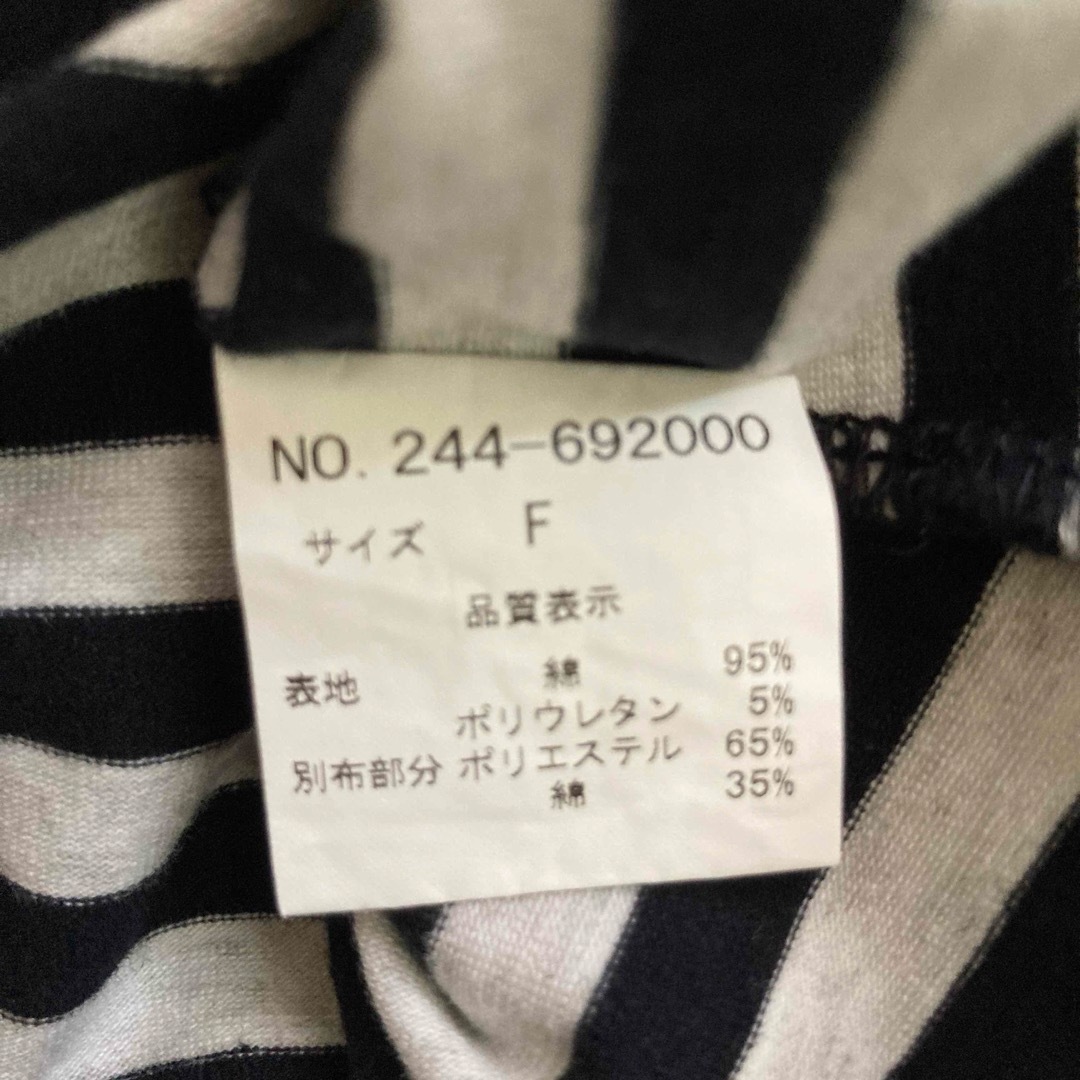 NO. 244-692000
サイズ F
品質表示
表地 綿 95%
ポリウレタン 5%
別布部分 ポリエステル 65%
綿 35%